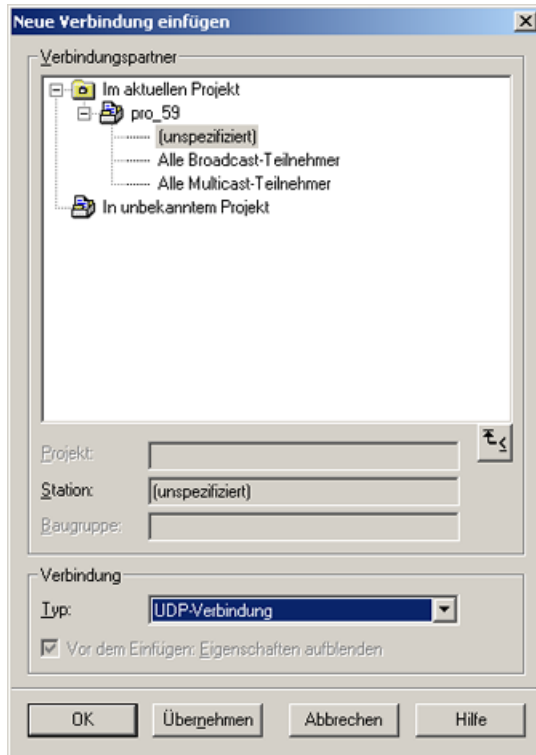 Neue Verbindung einfügen
Verbindungspartner
Im aktuellen Projekt
pro_59
(unspezifiziert)
Alle Broadcast-Teilnehmer
Alle Multicast-Teilnehmer
In unbekanntem Projekt
Projekt:
Station: (unspezifiziert)
Baugruppe:
Verbindung
Typ: UDP-Verbindung
Vor dem Einfügen: Eigenschaften aufblenden
OK Übernehmen Abbrechen Hilfe